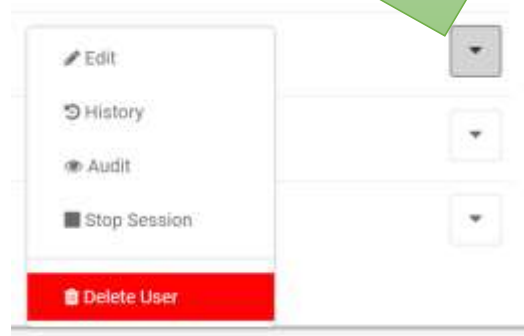 Edit
History
Audit
Stop Session
Delete User